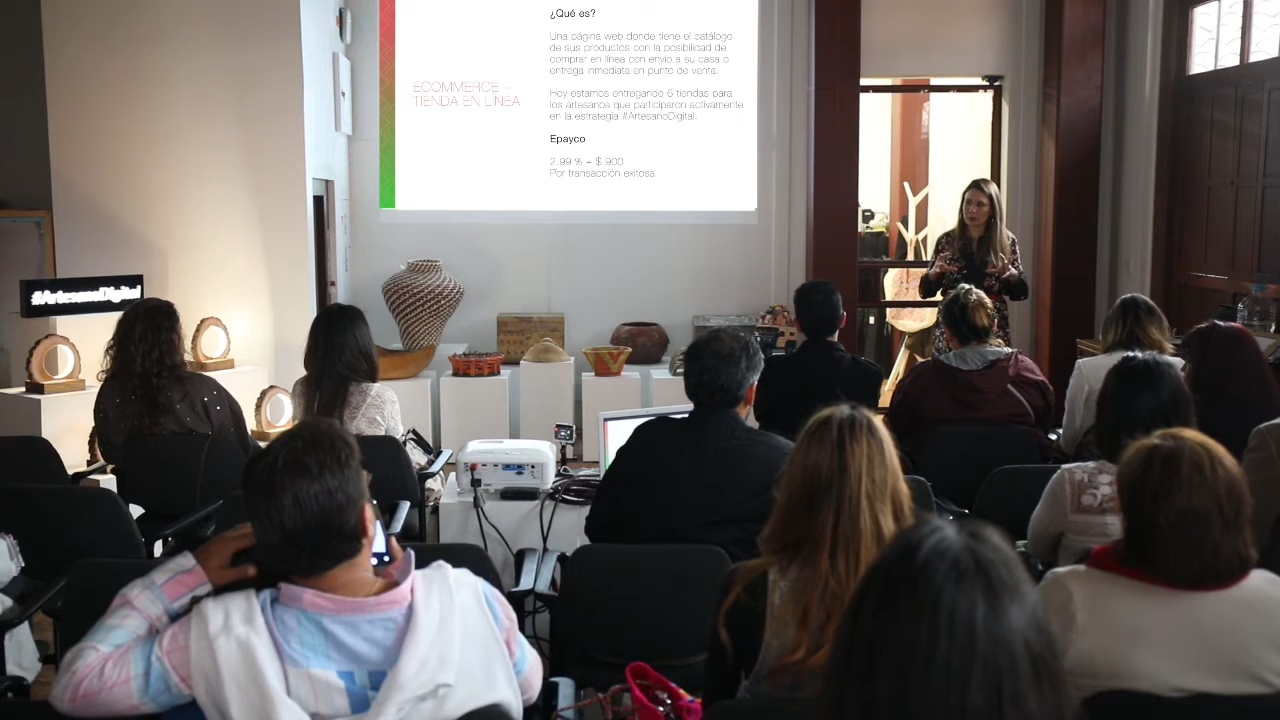 ¿Qué es?
Una página web donde tiene el catálogo
de sus productos con la posibilidad de
comprar en línea con envío a su casa o
entrega inmediata en punto de venta.
ECOMMERCE –
TIENDA EN LÍNEA
Hoy estamos entregando 6 tiendas para
los artesanos que participaron activamente
en la estrategia #ArtesanoDigital.
Epayco
2.99 % + $ 900
Por transacción exitosa
#ArtesanoDigital